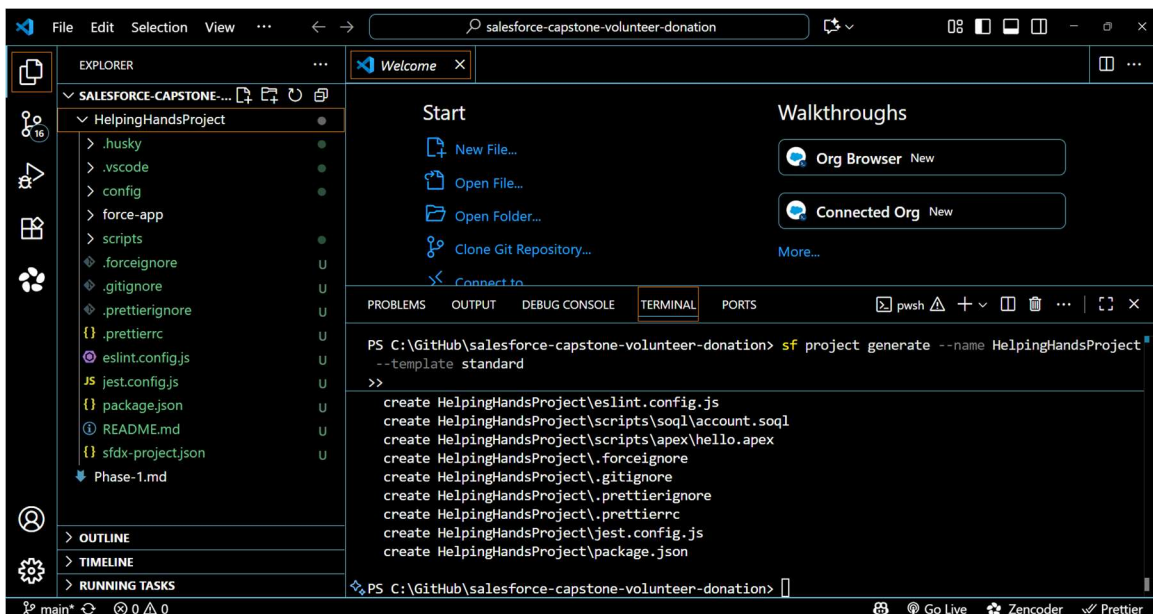 File Edit Selection View ··· salesforce-capstone-volunteer-donation
EXPLORER ···
SALESFORCE-CAPSTONE-...
HelpingHandsProject
.husky
.vscode
config
force-app
scripts
.forceignore U
.gitignore U
.prettierignore U
{} .prettierrc U
eslint.config.js U
JS jest.config.js U
{} package.json U
README.md U
{} sfdx-project.json U
Phase-1.md
OUTLINE
TIMELINE
RUNNING TASKS
16
Welcome
Start
New File...
Open File...
Open Folder...
Clone Git Repository...
Connect to
Walkthroughs
Org Browser New
Connected Org New
More...
PROBLEMS OUTPUT DEBUG CONSOLE TERMINAL PORTS pwsh
PS C:\GitHub\salesforce-capstone-volunteer-donation> sf project generate --name HelpingHandsProject
--template standard
>>
create HelpingHandsProject\eslint.config.js
create HelpingHandsProject\scripts\soql\account.soql
create HelpingHandsProject\scripts\apex\hello.apex
create HelpingHandsProject\.forceignore
create HelpingHandsProject\.gitignore
create HelpingHandsProject\.prettierignore
create HelpingHandsProject\.prettierrc
create HelpingHandsProject\jest.config.js
create HelpingHandsProject\package.json
PS C:\GitHub\salesforce-capstone-volunteer-donation>
main* 0 0 Go Live Zencoder Prettier